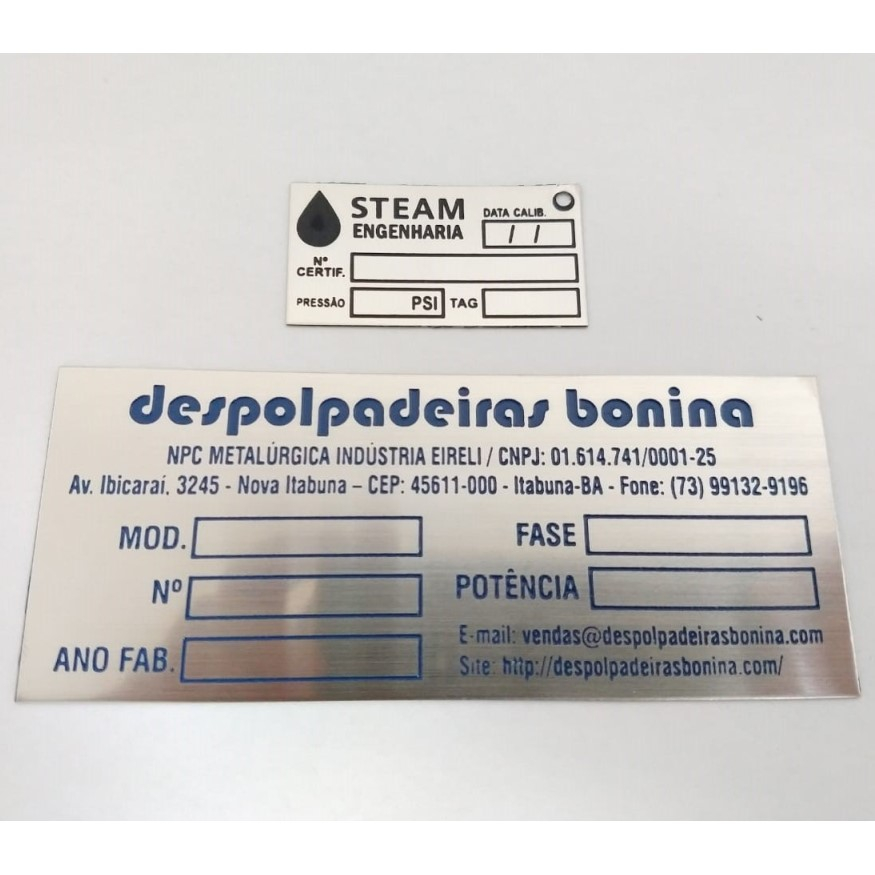 STEAM
ENGENHARIA
DATA CALIB.
/ /
Nº
CERTIF.
PRESSÃO PSI TAG
despolpadeiras bonina
NPC METALÚRGICA INDÚSTRIA EIRELI / CNPJ: 01.614.741/0001-25
Av. Ibicaraí, 3245 - Nova Itabuna – CEP: 45611-000 - Itabuna-BA - Fone: (73) 99132-9196
MOD. FASE
Nº POTÊNCIA
ANO FAB.
E-mail: vendas@despolpadeirasbonina.com
Site: http://despolpadeirasbonina.com/